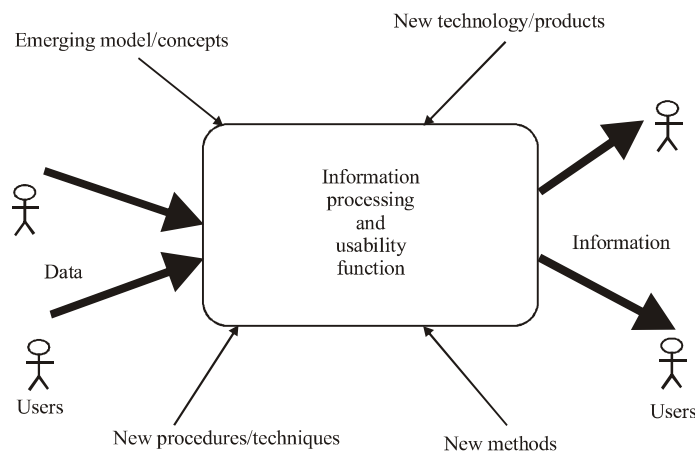 New technology/products
Emerging model/concepts
Information
processing
and
usability
function
Information
Data
Users
Users
New procedures/techniques
New methods